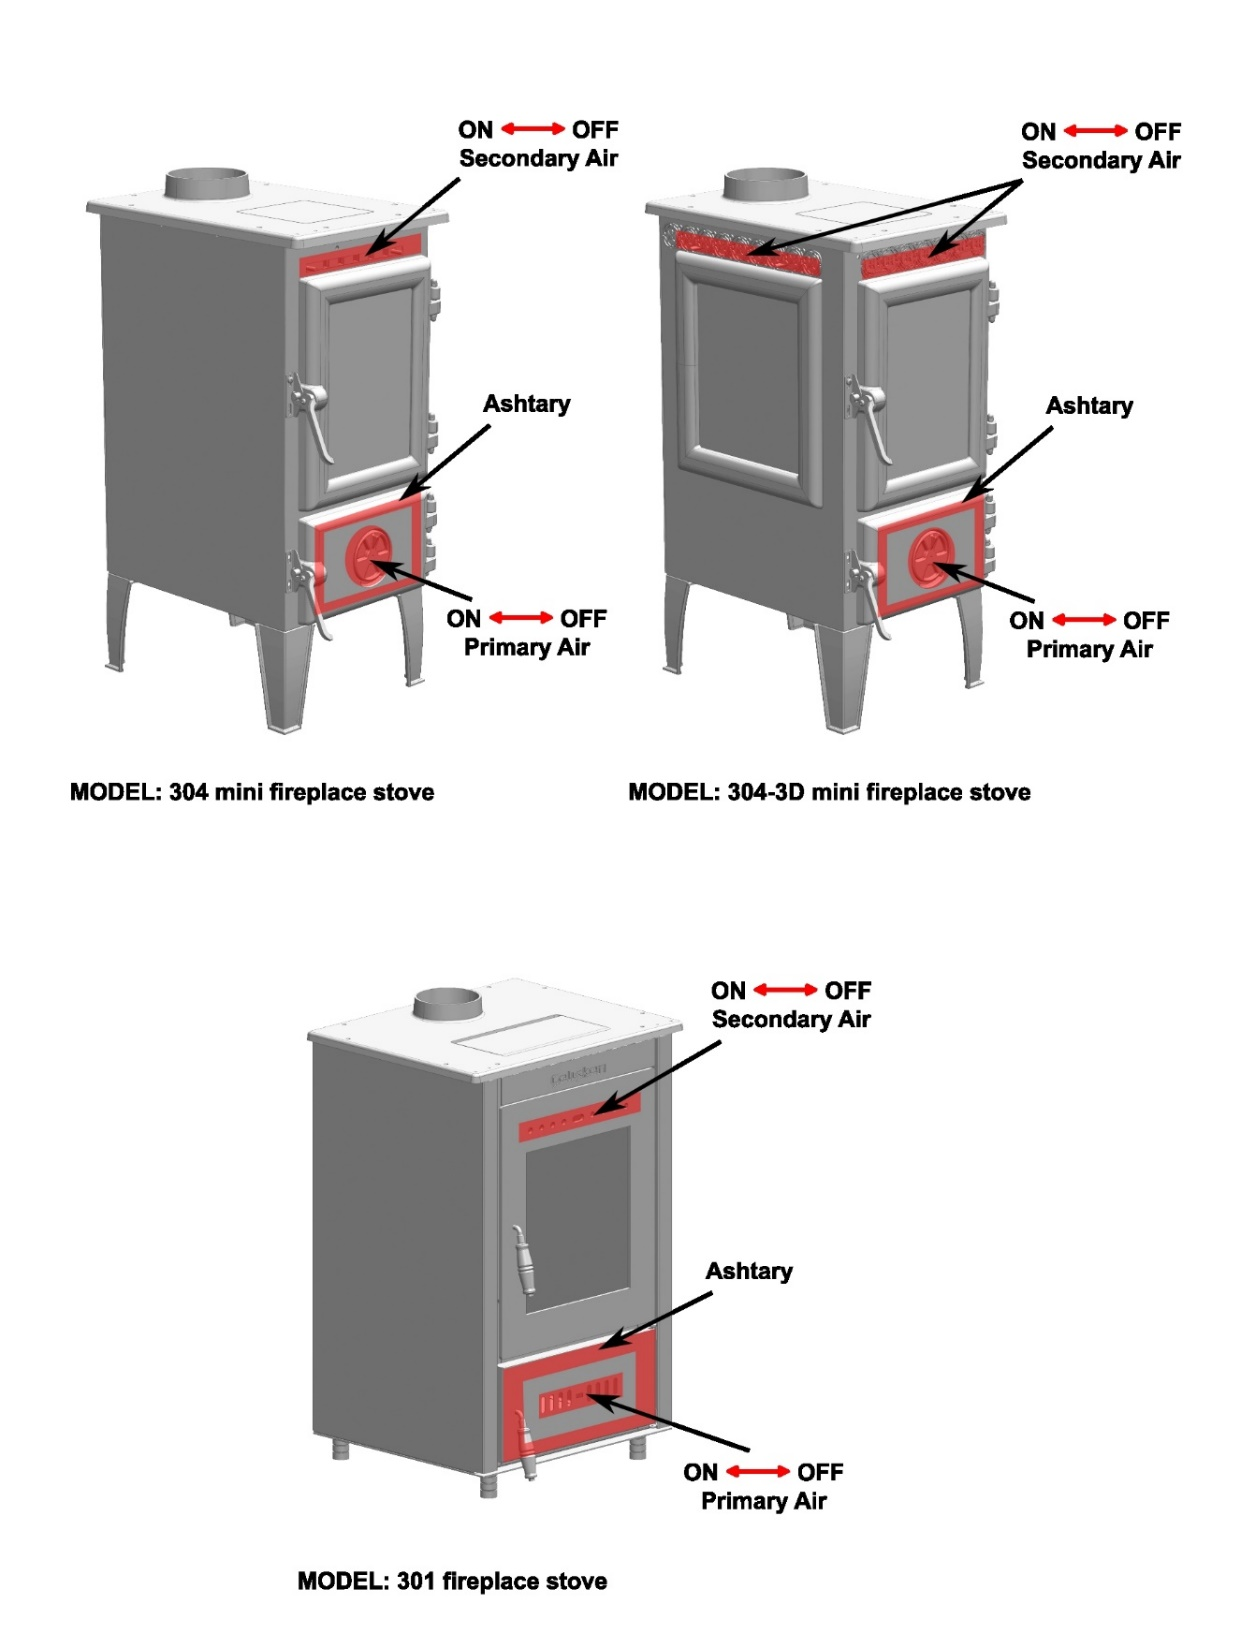 ON OFF
Secondary Air
Ashtary
ON OFF
Primary Air
MODEL: 304 mini fireplace stove
ON OFF
Secondary Air
Ashtary
ON OFF
Primary Air
MODEL: 304-3D mini fireplace stove
ON OFF
Secondary Air
Ashtary
ON OFF
Primary Air
MODEL: 301 fireplace stove